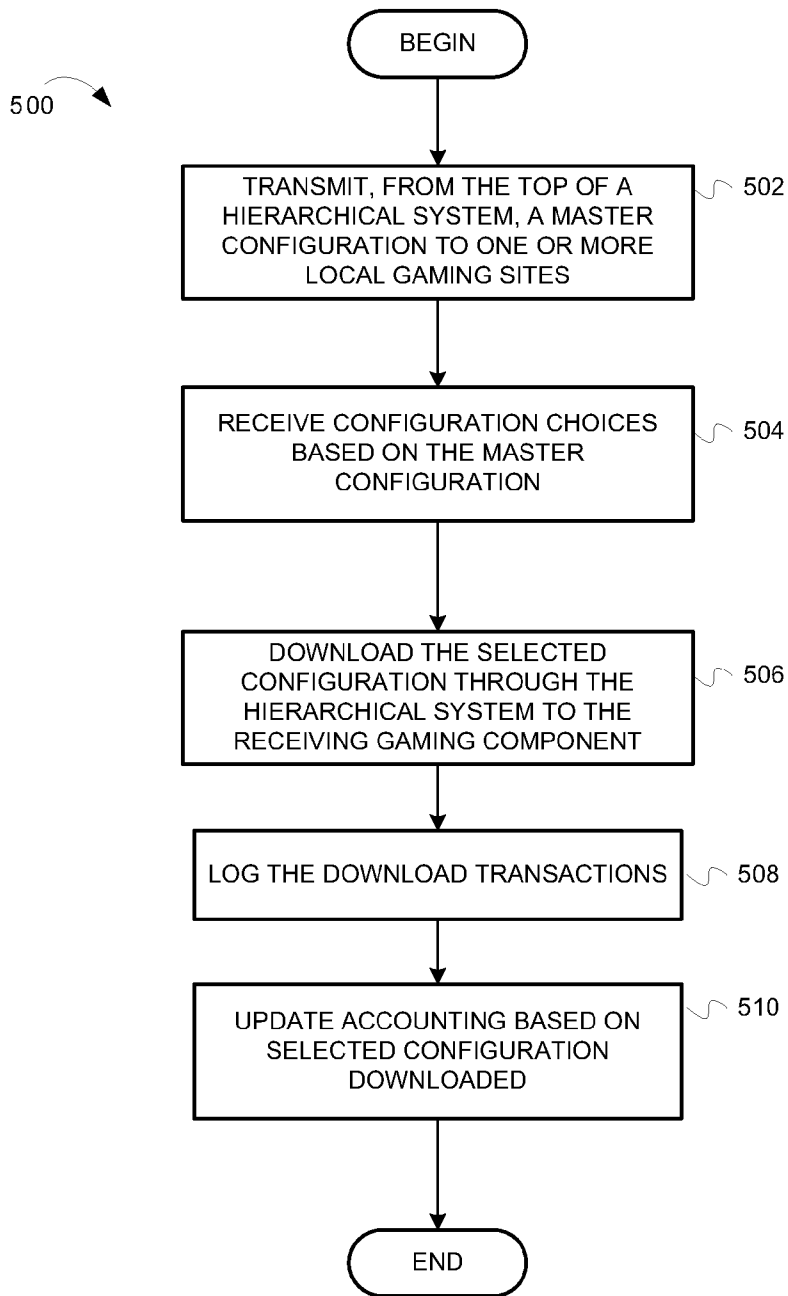 BEGIN
500
TRANSMIT, FROM THE TOP OF A
HIERARCHICAL SYSTEM, A MASTER
CONFIGURATION TO ONE OR MORE
LOCAL GAMING SITES
502
RECEIVE CONFIGURATION CHOICES
BASED ON THE MASTER
CONFIGURATION
504
DOWNLOAD THE SELECTED
CONFIGURATION THROUGH THE
HIERARCHICAL SYSTEM TO THE
RECEIVING GAMING COMPONENT
506
LOG THE DOWNLOAD TRANSACTIONS
508
UPDATE ACCOUNTING BASED ON
SELECTED CONFIGURATION
DOWNLOADED
510
END